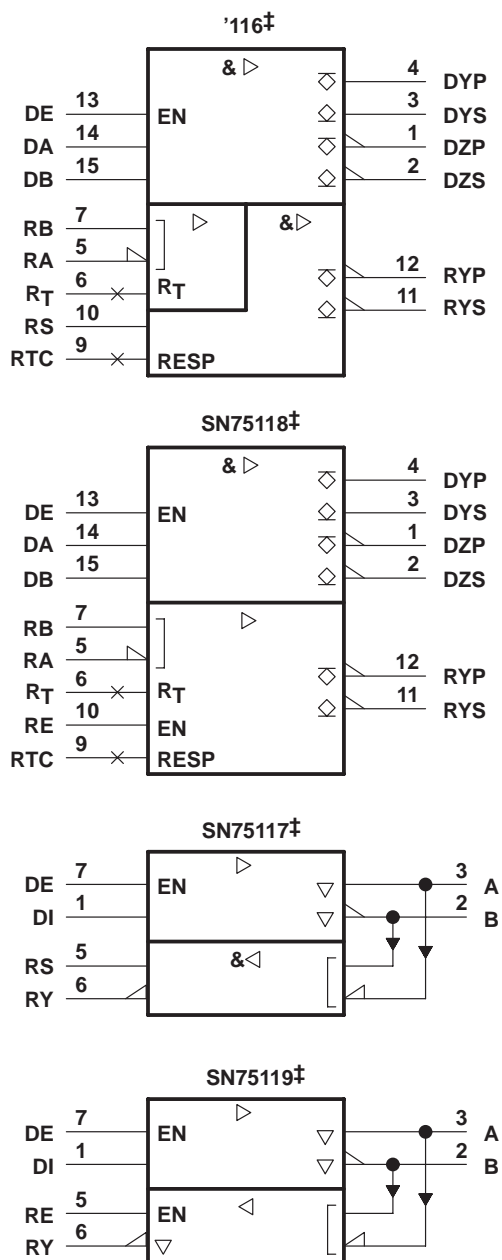 '116‡
& ▷
4 DYP
DE 13 EN 3 DYS
DA 14 1 DZP
DB 15 2 DZS
RB 7 ▷ &▷
RA 5
RT 6 RT 12 RYP
RS 10 11 RYS
RTC 9 RESP
SN75118‡
& ▷
4 DYP
DE 13 EN 3 DYS
DA 14 1 DZP
DB 15 2 DZS
RB 7 ▷
RA 5
RT 6 RT 12 RYP
RE 10 EN 11 RYS
RTC 9 RESP
SN75117‡
DE 7 EN ▷ 3 A
DI 1 2 B
RS 5 &◁
RY 6
SN75119‡
DE 7 EN ▷ 3 A
DI 1 2 B
RE 5 EN ◁
RY 6